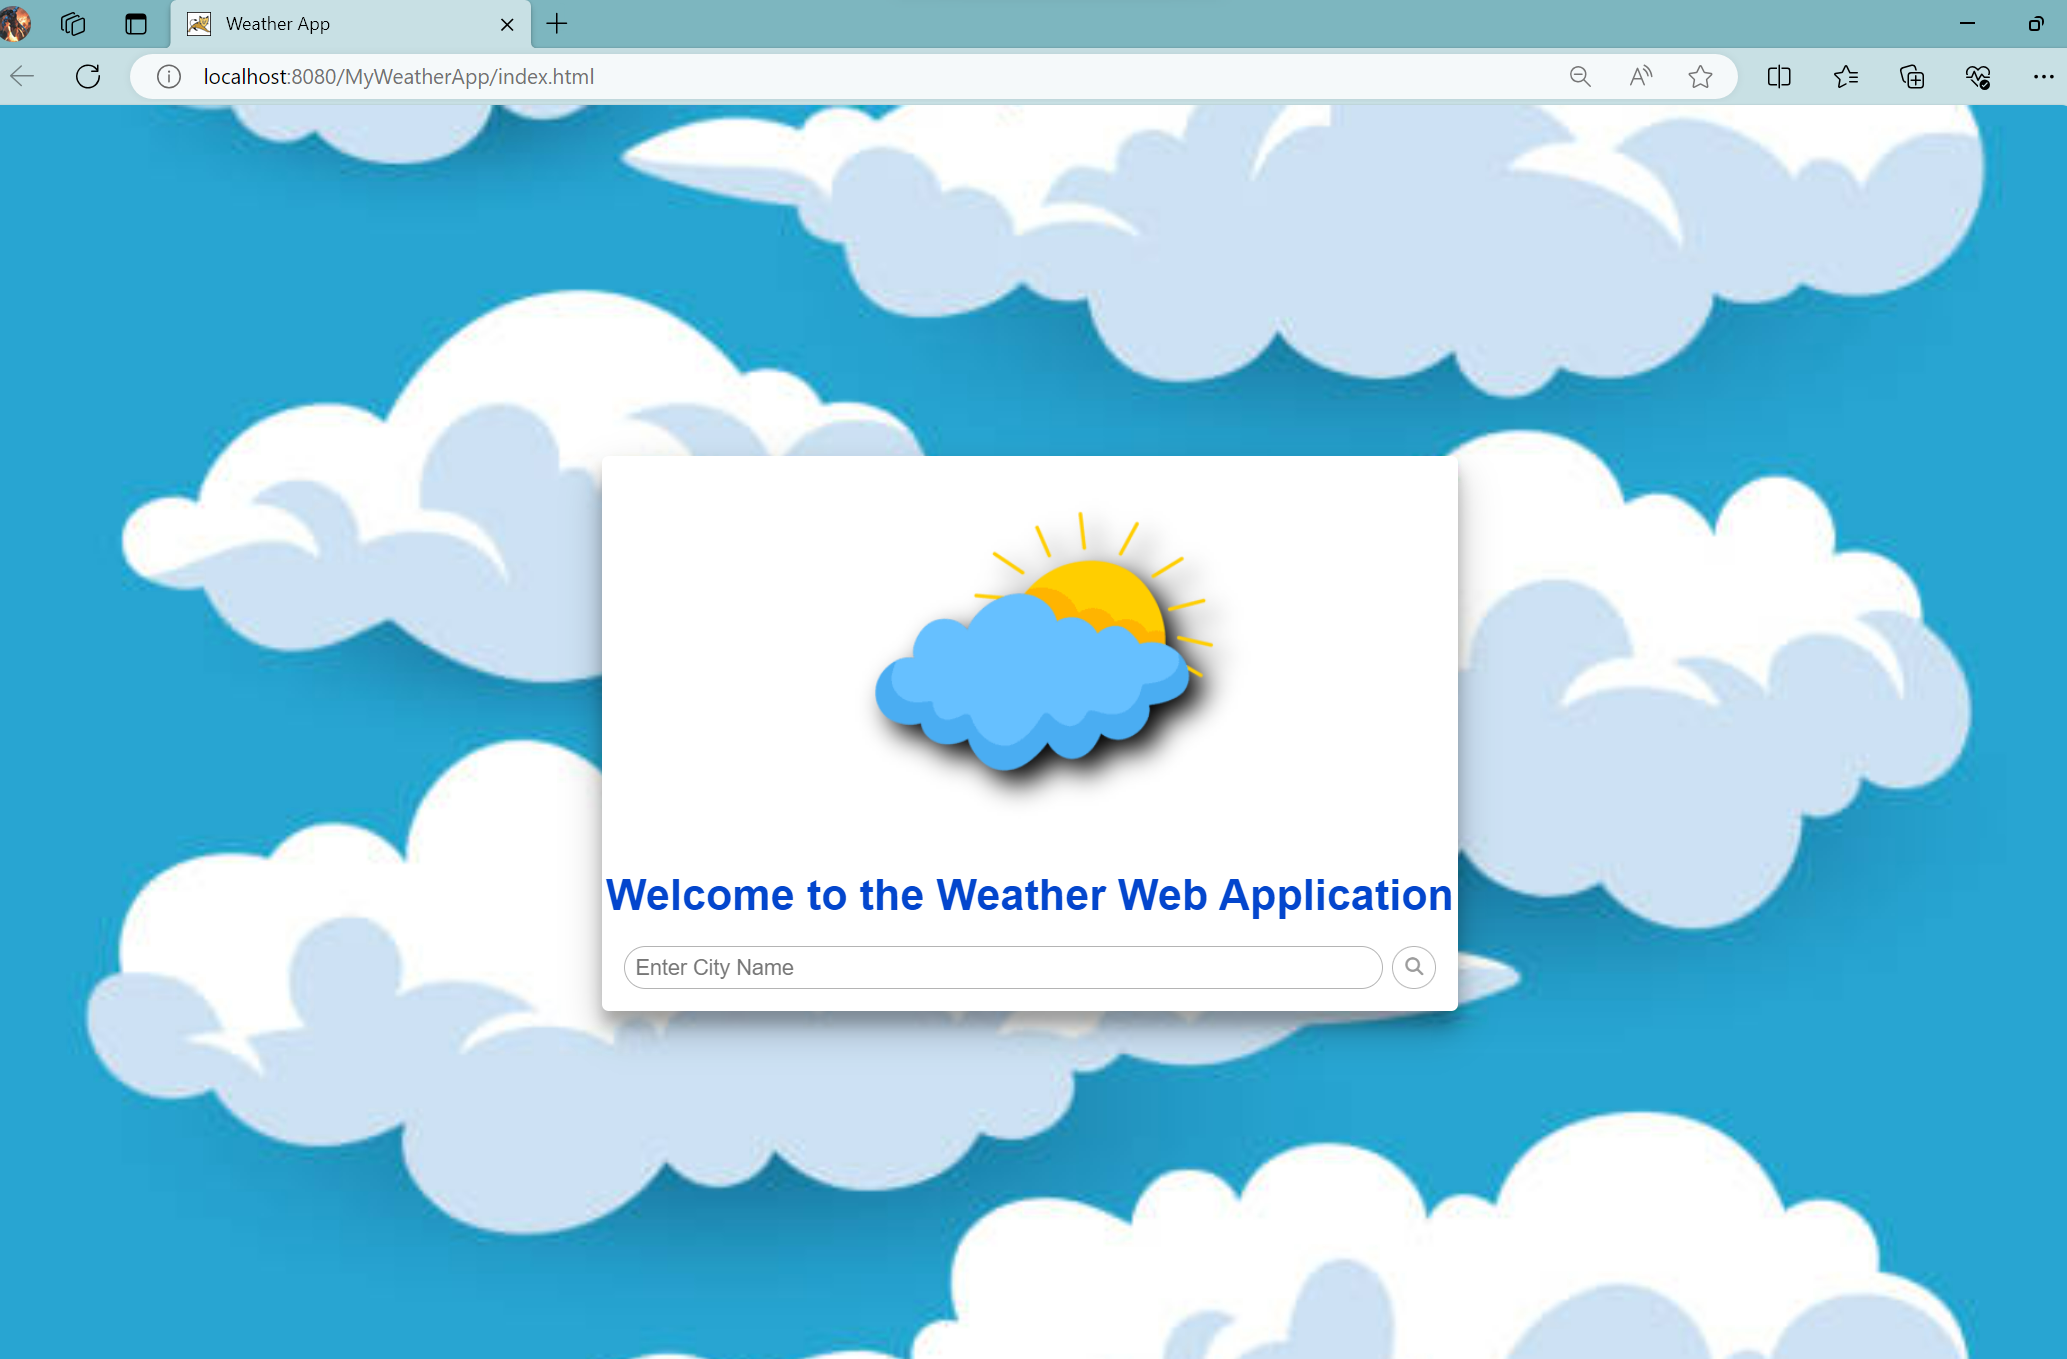 Weather App
localhost:8080/MyWeatherApp/index.html
Welcome to the Weather Web Application
Enter City Name